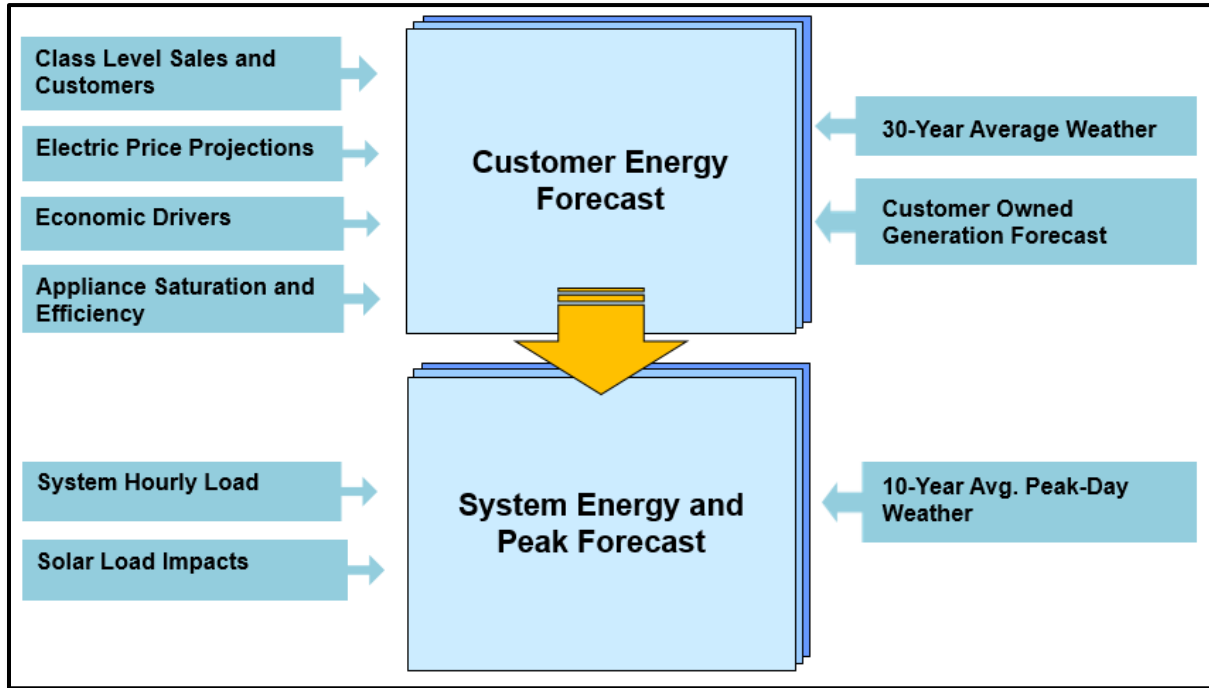 Class Level Sales and
Customers
Electric Price Projections
Economic Drivers
Appliance Saturation and
Efficiency
Customer Energy
Forecast
30-Year Average Weather
Customer Owned
Generation Forecast
System Hourly Load
Solar Load Impacts
System Energy and
Peak Forecast
10-Year Avg. Peak-Day
Weather